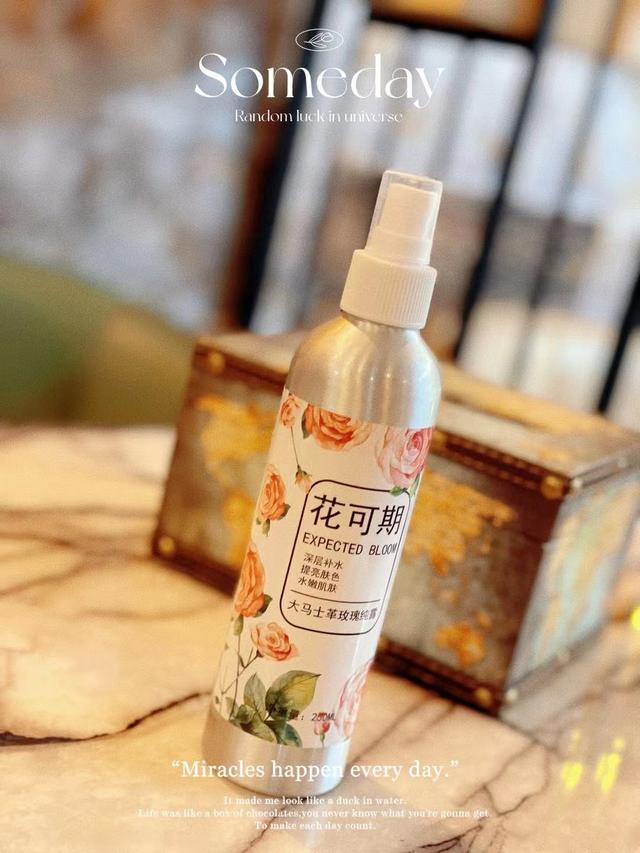 Someday
Random luck in universe
花可期
EXPECTED BLOOM
深层补水
提亮肤色
水嫩肌肤
大马士革玫瑰纯露
量: 250ML
“Miracles happen every day.”
It made me look like a duck in water.
Life was like a box of chocolates,you never know what you're gonna get.
To make each day count.